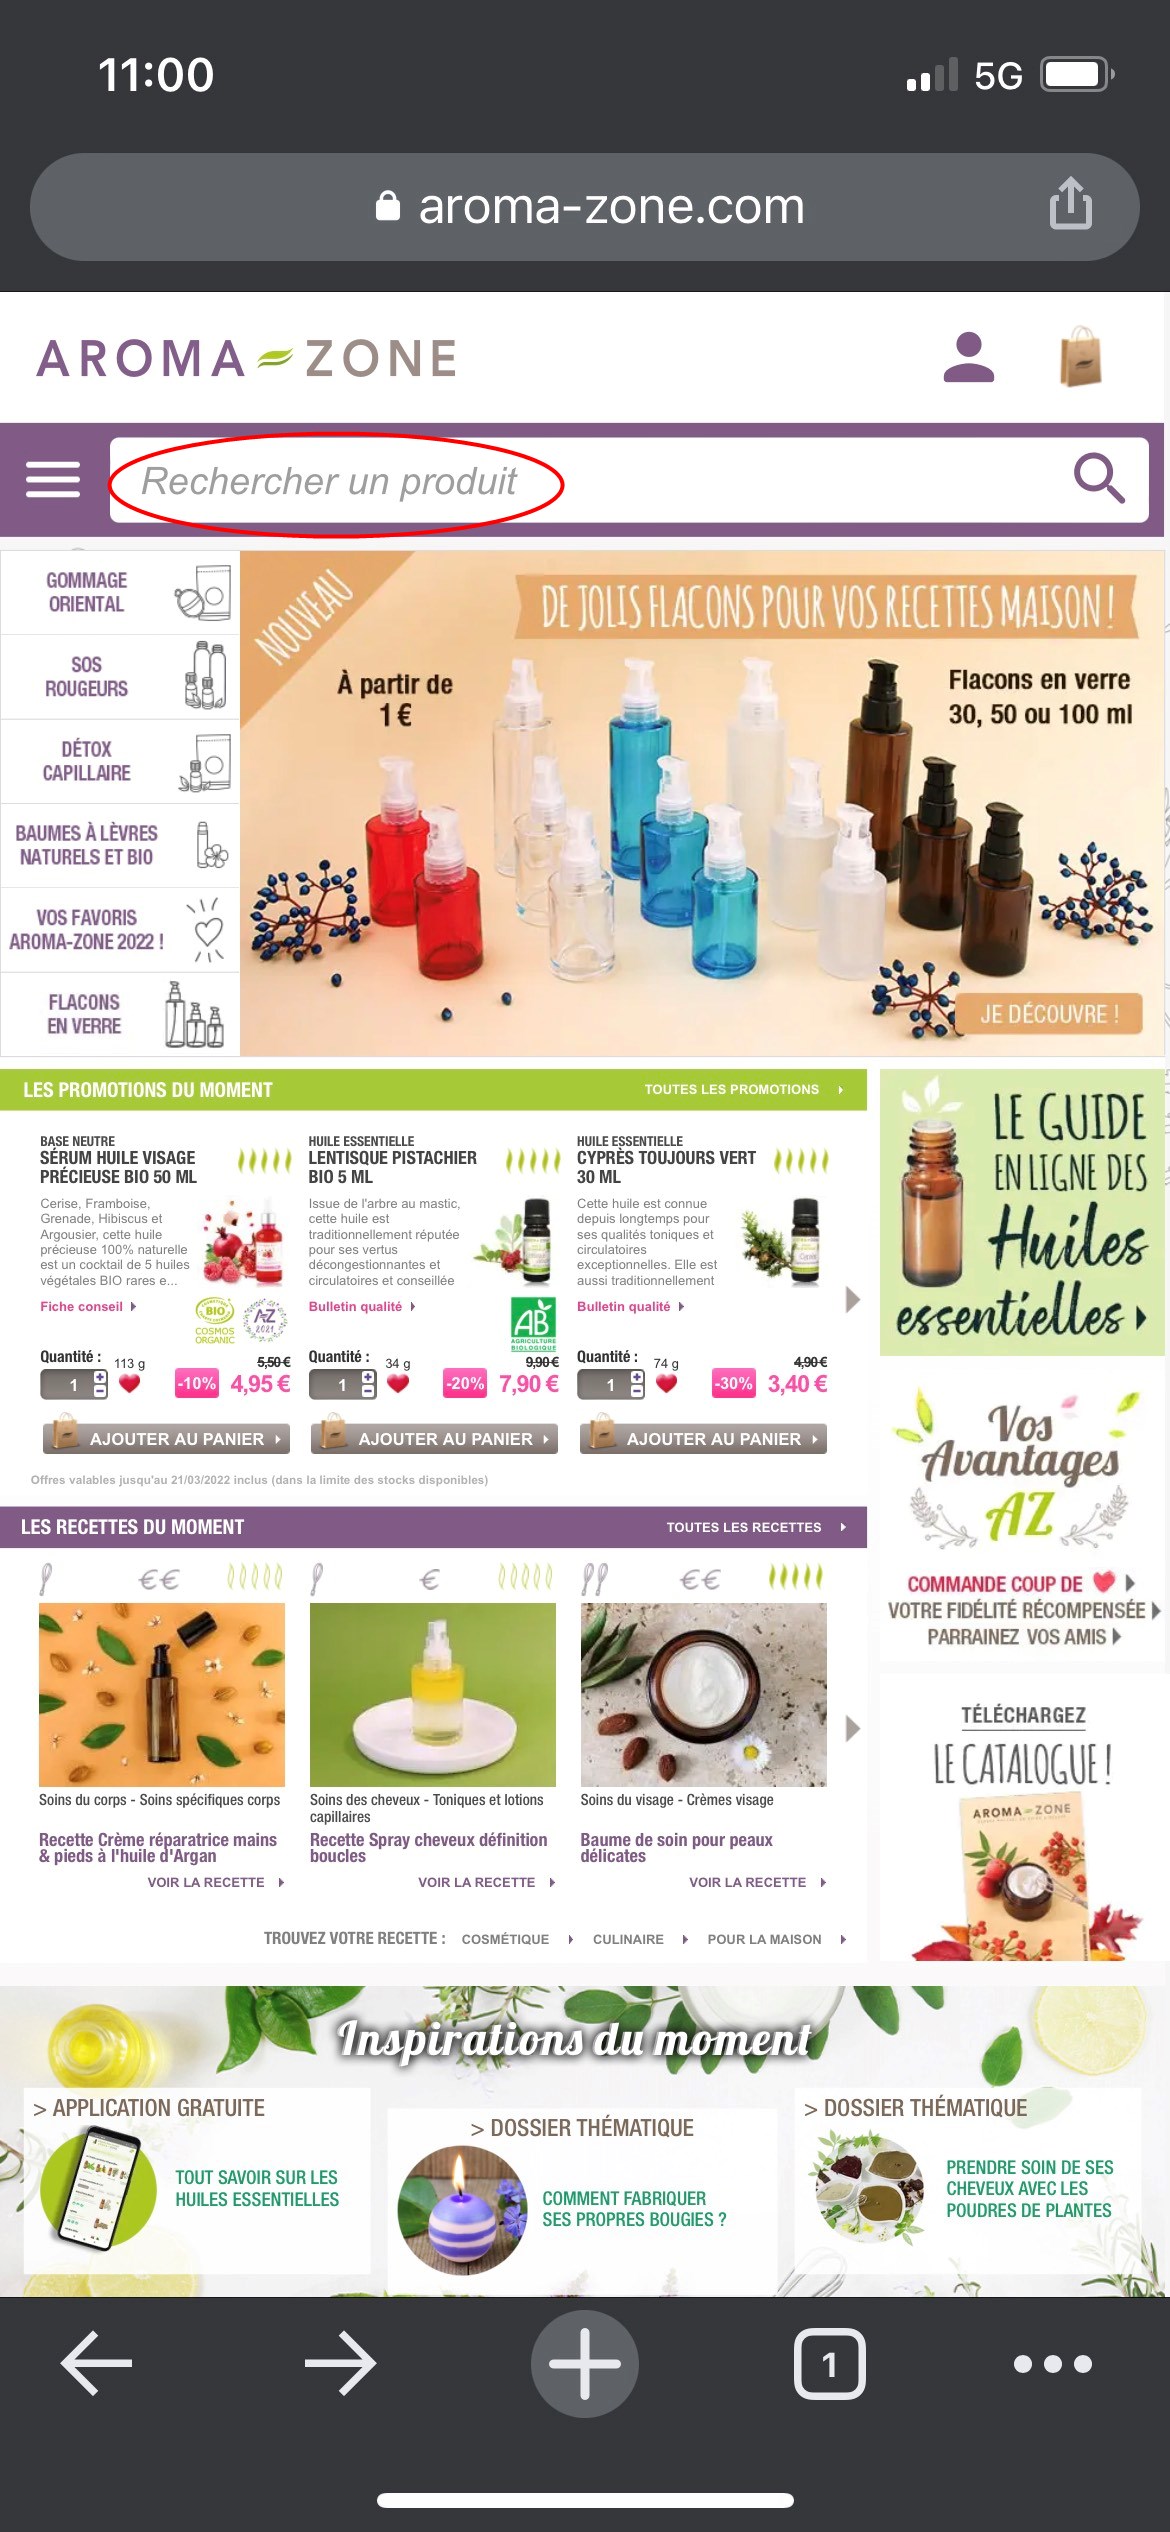 11:00
5G
aroma-zone.com
AROMA ZONE
Rechercher un produit
GOMMAGE
ORIENTAL
SOS
ROUGEURS
DÉTOX
CAPILLAIRE
BAUMES À LÈVRES
NATURELS ET BIO
VOS FAVORIS
AROMA-ZONE 2022 !
FLACONS
EN VERRE
NOUVEAU
DE JOLIS FLACONS POUR VOS RECETTES MAISON !
À partir de
1 €
Flacons en verre
30, 50 ou 100 ml
JE DÉCOUVRE !
LES PROMOTIONS DU MOMENT
TOUTES LES PROMOTIONS
BASE NEUTRE
SÉRUM HUILE VISAGE
PRÉCIEUSE BIO 50 ML
Cerise, Framboise,
Grenade, Hibiscus et
Argousier, cette huile
précieuse 100% naturelle
est un cocktail de 5 huiles
végétales BIO rares e...
Fiche conseil
BIO
COSMOS
ORGANIC
AZ
2021
Quantité :
113 g
1
-10%
5,50 €
4,95 €
AJOUTER AU PANIER
HUILE ESSENTIELLE
LENTISQUE PISTACHIER
BIO 5 ML
Issue de l'arbre au mastic,
cette huile est
traditionnellement réputée
pour ses vertus
décongestionnantes et
circulatoires et conseillée
Bulletin qualité
AB
AGRICULTURE
BIOLOGIQUE
Quantité :
34 g
1
-20%
9,90 €
7,90 €
AJOUTER AU PANIER
HUILE ESSENTIELLE
CYPRÈS TOUJOURS VERT
30 ML
Cette huile est connue
depuis longtemps pour
ses qualités toniques et
circulatoires
exceptionnelles. Elle est
aussi traditionnellement
Bulletin qualité
Quantité :
74 g
1
-30%
4,90 €
3,40 €
AJOUTER AU PANIER
Offres valables jusqu'au 21/03/2022 inclus (dans la limite des stocks disponibles)
LE GUIDE
EN LIGNE DES
Huiles
essentielles
Vos
Avantages
AZ
COMMANDE COUP DE
VOTRE FIDÉLITÉ RÉCOMPENSÉE
PARRAINEZ VOS AMIS
LES RECETTES DU MOMENT
TOUTES LES RECETTES
€€
Soins du corps - Soins spécifiques corps
Recette Crème réparatrice mains
& pieds à l'huile d'Argan
VOIR LA RECETTE
€
Soins des cheveux - Toniques et lotions
capillaires
Recette Spray cheveux définition
boucles
VOIR LA RECETTE
€€
Soins du visage - Crèmes visage
Baume de soin pour peaux
délicates
VOIR LA RECETTE
TROUVEZ VOTRE RECETTE : COSMÉTIQUE CULINAIRE POUR LA MAISON
TÉLÉCHARGEZ
LE CATALOGUE !
AROMA-ZONE
Inspirations du moment
> APPLICATION GRATUITE
TOUT SAVOIR SUR LES
HUILES ESSENTIELLES
> DOSSIER THÉMATIQUE
COMMENT FABRIQUER
SES PROPRES BOUGIES ?
> DOSSIER THÉMATIQUE
PRENDRE SOIN DE SES
CHEVEUX AVEC LES
POUDRES DE PLANTES
1